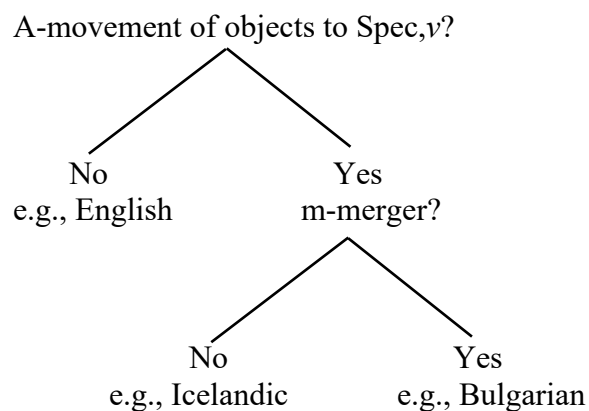 A-movement of objects to Spec,v?
No Yes
e.g., English m-merger?
No Yes
e.g., Icelandic e.g., Bulgarian